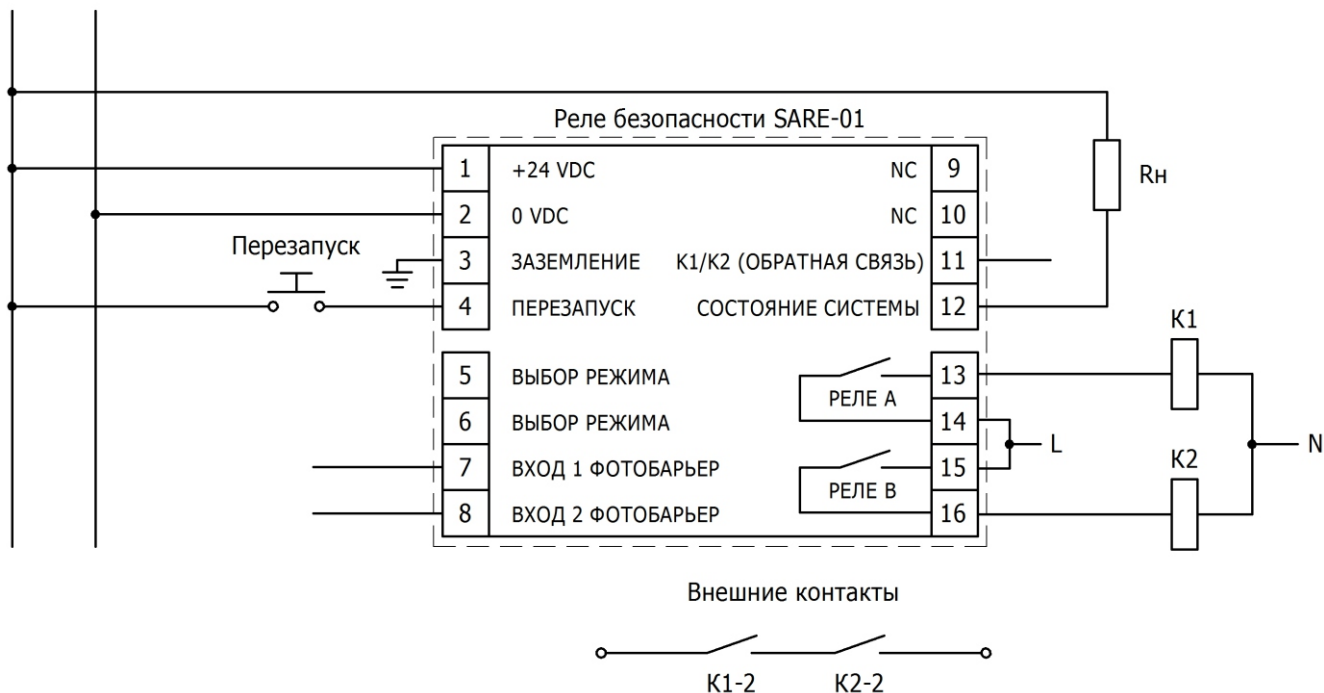 Реле безопасности SARE-01
1 +24 VDC NC 9
Rн
2 0 VDC NC 10
Перезапуск
3 ЗАЗЕМЛЕНИЕ K1/K2 (ОБРАТНАЯ СВЯЗЬ) 11
4 ПЕРЕЗАПУСК СОСТОЯНИЕ СИСТЕМЫ 12
K1
5 ВЫБОР РЕЖИМА 13
РЕЛЕ A
6 ВЫБОР РЕЖИМА 14
L N
7 ВХОД 1 ФОТОБАРЬЕР 15
K2
РЕЛЕ B
8 ВХОД 2 ФОТОБАРЬЕР 16
Внешние контакты
K1-2 K2-2